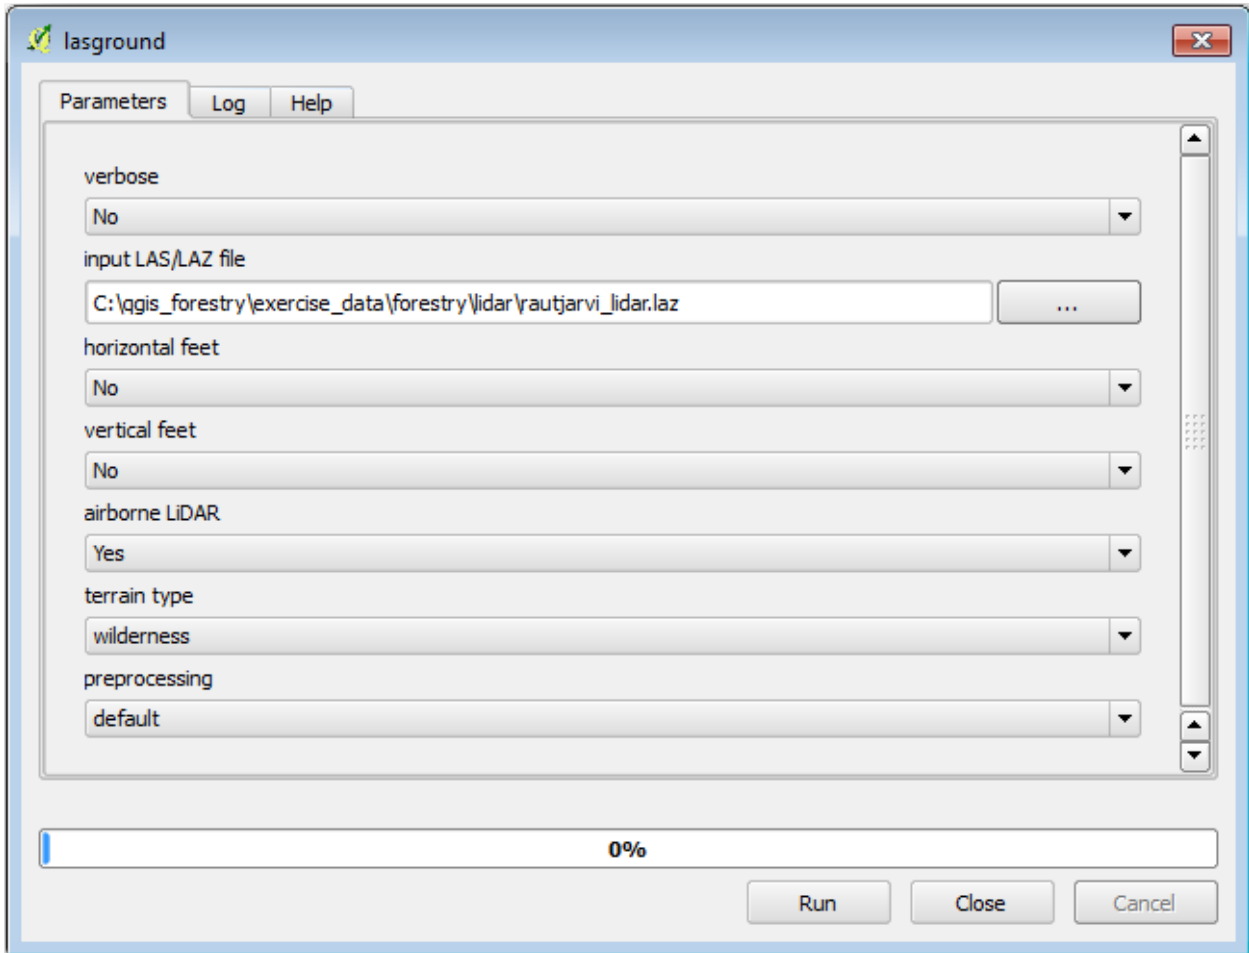 lasground
Parameters Log Help
verbose
No
input LAS/LAZ file
C:\qgis_forestry\exercise_data\forestry\lidar\rautjarvi_lidar.laz ...
horizontal feet
No
vertical feet
No
airborne LiDAR
Yes
terrain type
wilderness
preprocessing
default
0%
Run Close Cancel